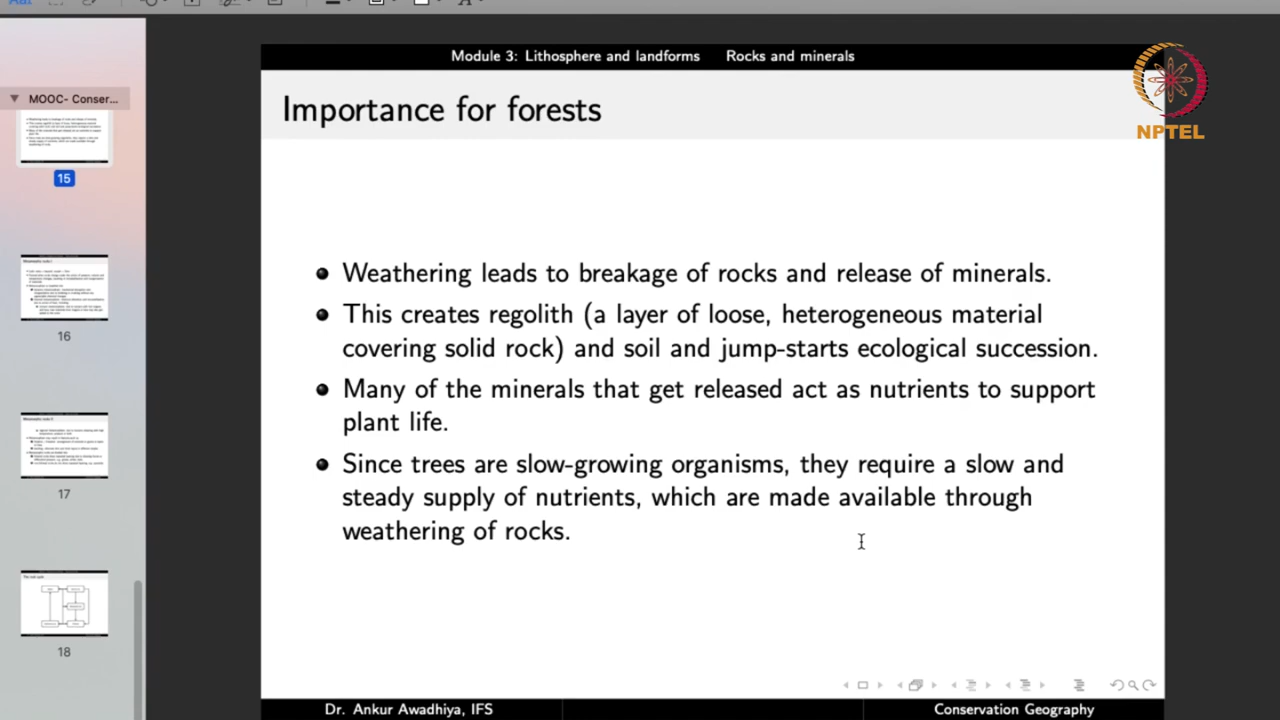 Module 3: Lithosphere and landforms Rocks and minerals
NPTEL
MOOC- Conser...
Importance for forests
15
Weathering leads to breakage of rocks and release of minerals.
This creates regolith (a layer of loose, heterogeneous material
covering solid rock) and soil and jump-starts ecological succession.
16
Many of the minerals that get released act as nutrients to support
plant life.
Since trees are slow-growing organisms, they require a slow and
steady supply of nutrients, which are made available through
weathering of rocks.
17
18
Dr. Ankur Awadhiya, IFS Conservation Geography